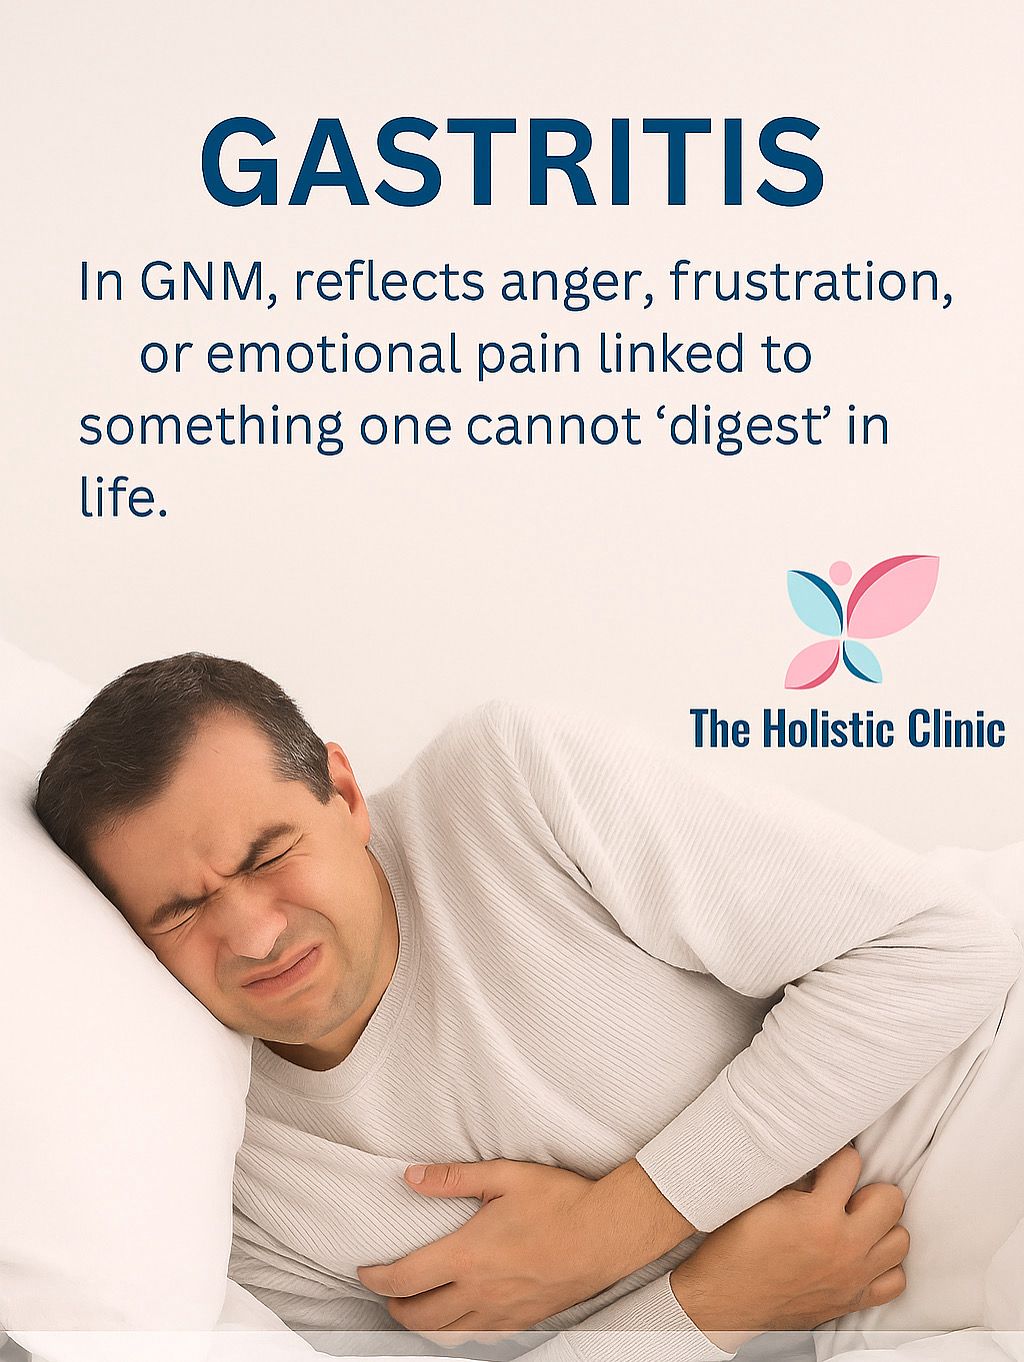 GASTRITIS
In GNM, reflects anger, frustration,
or emotional pain linked to
something one cannot ‘digest’ in
life.
The Holistic Clinic